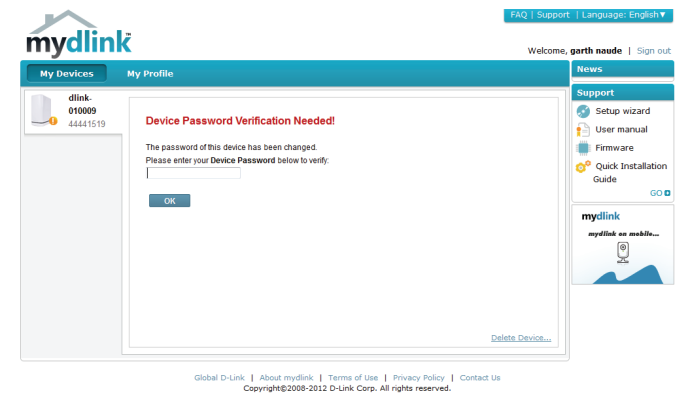 FAQ | Support | Language: English▼
mydlink™
Welcome, garth naude | Sign out
My Devices
My Profile
dlink-
010009
44441519
Device Password Verification Needed!
The password of this device has been changed.
Please enter your Device Password below to verify:
OK
Delete Device...
News
Support
Setup wizard
User manual
Firmware
Quick Installation
Guide
GO
mydlink
mydlink on mobile...
Global D-Link | About mydlink | Terms of Use | Privacy Policy | Contact Us
Copyright©2008-2012 D-Link Corp. All rights reserved.